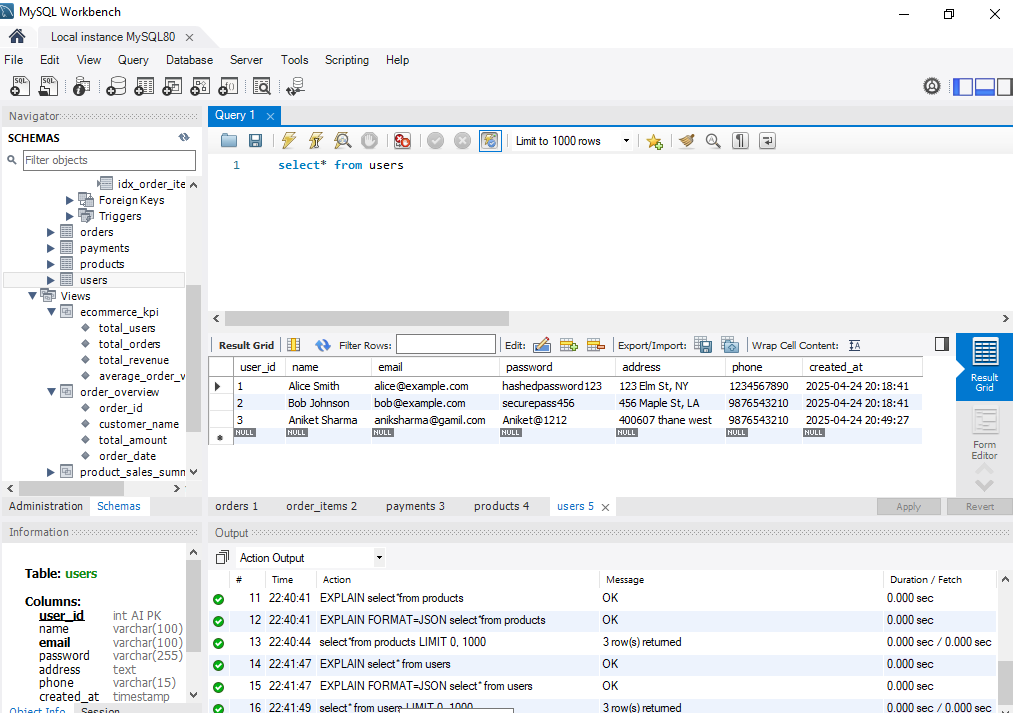 MySQL Workbench
Local instance MySQL80
File Edit View Query Database Server Tools Scripting Help
Navigator
SCHEMAS
Filter objects
idx_order_ite
Foreign Keys
Triggers
orders
payments
products
users
Views
ecommerce_kpi
total_users
total_orders
total_revenue
average_order_v
order_overview
order_id
customer_name
total_amount
order_date
product_sales_summ
Administration Schemas
Information
Table: users
Columns:
user_id int AI PK
name varchar(100)
email varchar(100)
password varchar(255)
address text
phone varchar(15)
created_at timestamp
Object Info Session
Query 1
Limit to 1000 rows
1 select* from users
Result Grid Filter Rows: Edit: Export/Import: Wrap Cell Content:
user_id name email password address phone created_at
1 Alice Smith alice@example.com hashedpassword123 123 Elm St, NY 1234567890 2025-04-24 20:18:41
2 Bob Johnson bob@example.com securepass456 456 Maple St, LA 9876543210 2025-04-24 20:18:41
3 Aniket Sharma aniksharma@gamil.com Aniket@1212 400607 thane west 9876543210 2025-04-24 20:49:27
NULL NULL NULL NULL NULL NULL NULL
Result Grid
Form Editor
orders 1 order_items 2 payments 3 products 4 users 5 Apply Revert
Output
Action Output
# Time Action Message Duration / Fetch
11 22:40:41 EXPLAIN select*from products OK 0.000 sec
12 22:40:41 EXPLAIN FORMAT=JSON select*from products OK 0.000 sec
13 22:40:44 select*from products LIMIT 0, 1000 3 row(s) returned 0.000 sec / 0.000 sec
14 22:41:47 EXPLAIN select* from users OK 0.000 sec
15 22:41:47 EXPLAIN FORMAT=JSON select* from users OK 0.000 sec
16 22:41:49 select* from users LIMIT 0, 1000 3 row(s) returned 0.000 sec / 0.000 sec